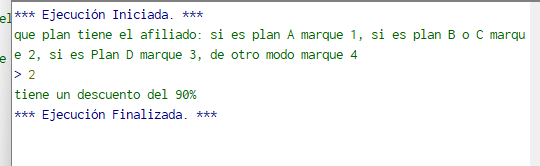 *** Ejecución Iniciada. ***
que plan tiene el afiliado: si es plan A marque 1, si es plan B o C marqu
e 2, si es Plan D marque 3, de otro modo marque 4
> 2
tiene un descuento del 90%
*** Ejecución Finalizada. ***